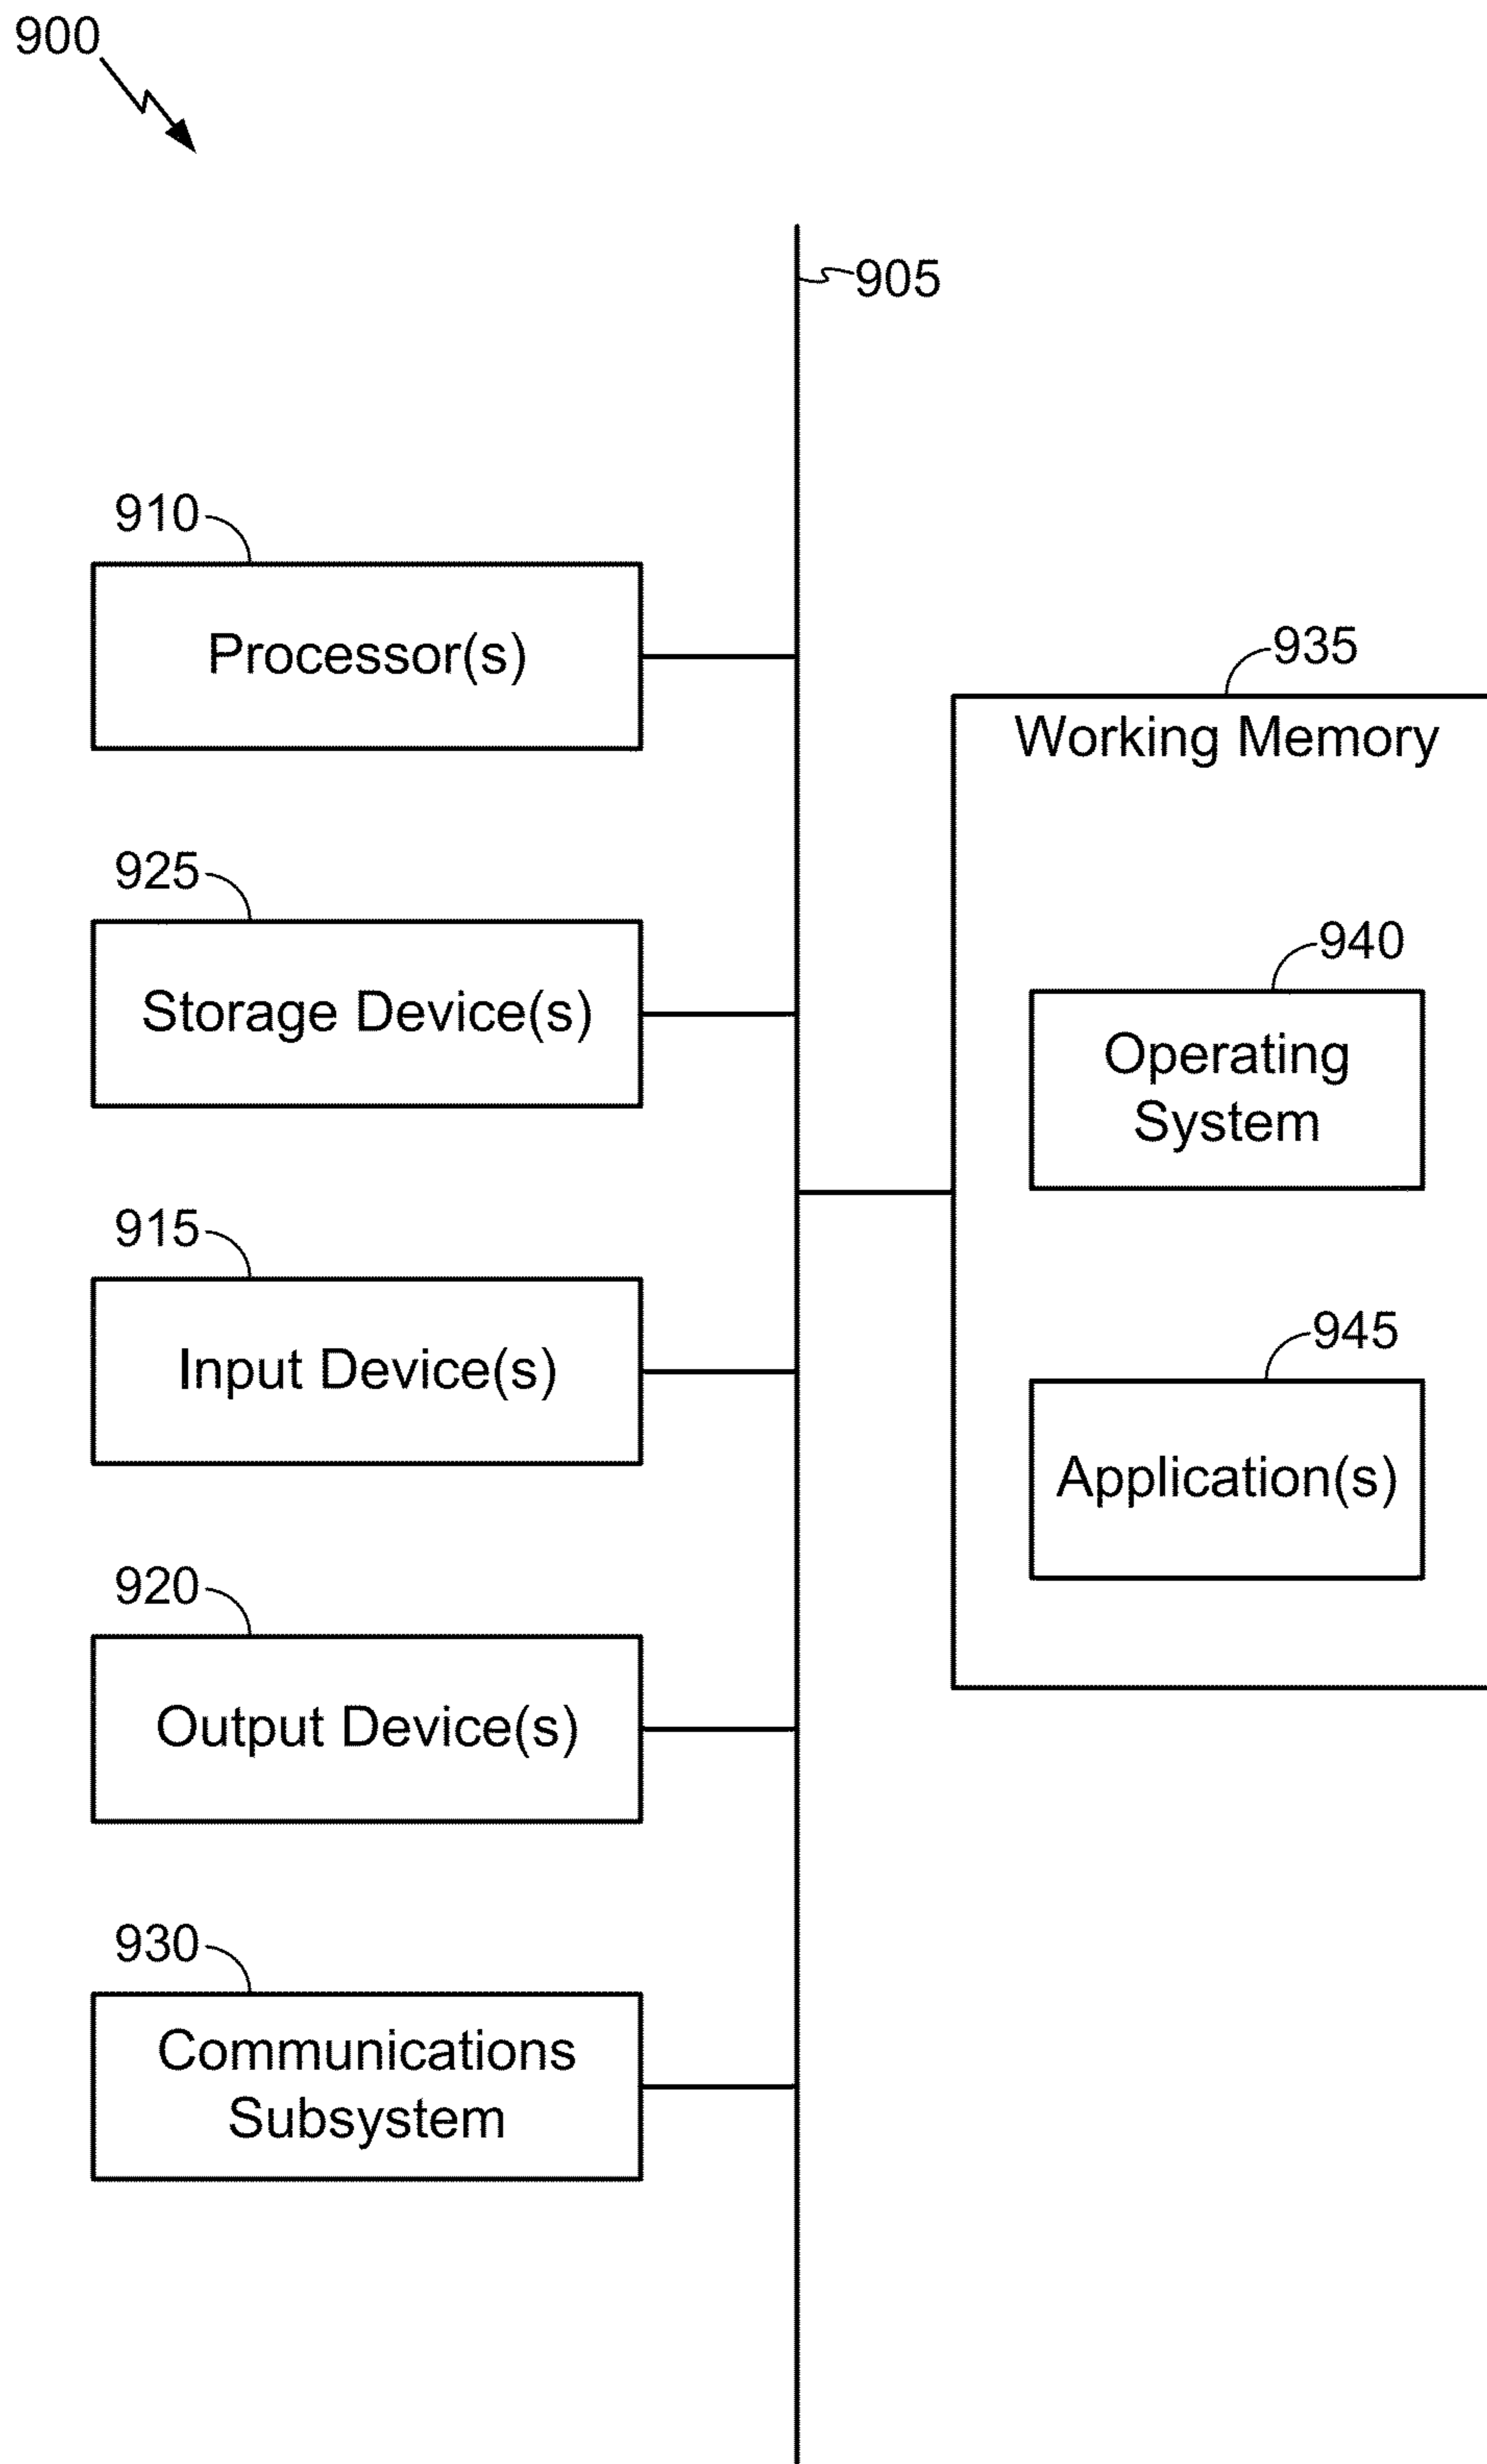 900
905
910
Processor(s)
925
Storage Device(s)
915
Input Device(s)
920
Output Device(s)
930
Communications
Subsystem
935
Working Memory
940
Operating
System
945
Application(s)